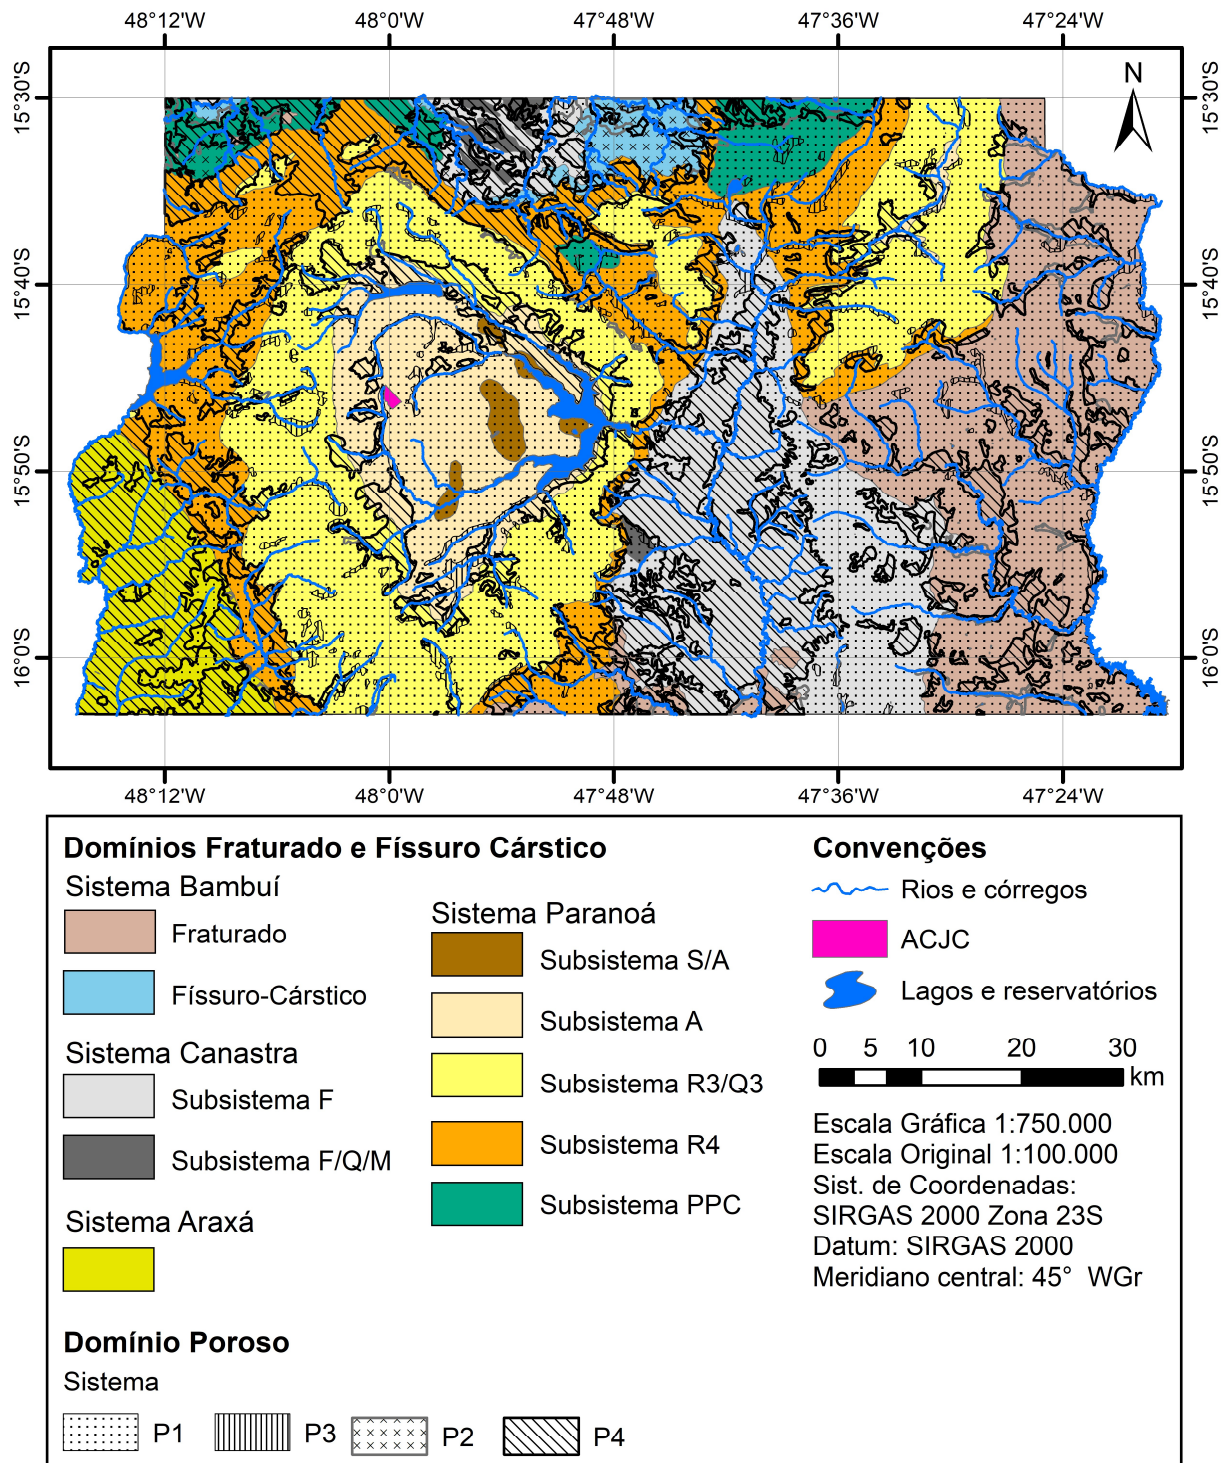 48°12'W 48°0'W 47°48'W 47°36'W 47°24'W
15°30'S 15°30'S
N
15°40'S 15°40'S
15°50'S 15°50'S
16°0'S 16°0'S
48°12'W 48°0'W 47°48'W 47°36'W 47°24'W
Domínios Fraturado e Físsuro Cárstico
Sistema Bambuí
Fraturado
Físsuro-Cárstico
Sistema Canastra
Subsistema F
Subsistema F/Q/M
Sistema Araxá
Sistema Paranoá
Subsistema S/A
Subsistema A
Subsistema R3/Q3
Subsistema R4
Subsistema PPC
Domínio Poroso
Sistema
P1 P3 P2 P4
Convenções
Rios e córregos
ACJC
Lagos e reservatórios
0 5 10 20 30
km
Escala Gráfica 1:750.000
Escala Original 1:100.000
Sist. de Coordenadas:
SIRGAS 2000 Zona 23S
Datum: SIRGAS 2000
Meridiano central: 45° WGr